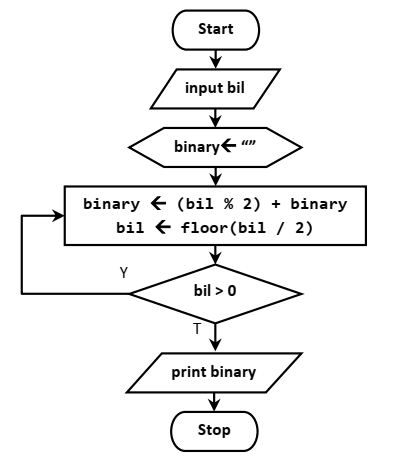 Start
input bil
binary← “”
binary ← (bil % 2) + binary
bil ← floor(bil / 2)
Y
bil > 0
T
print binary
Stop